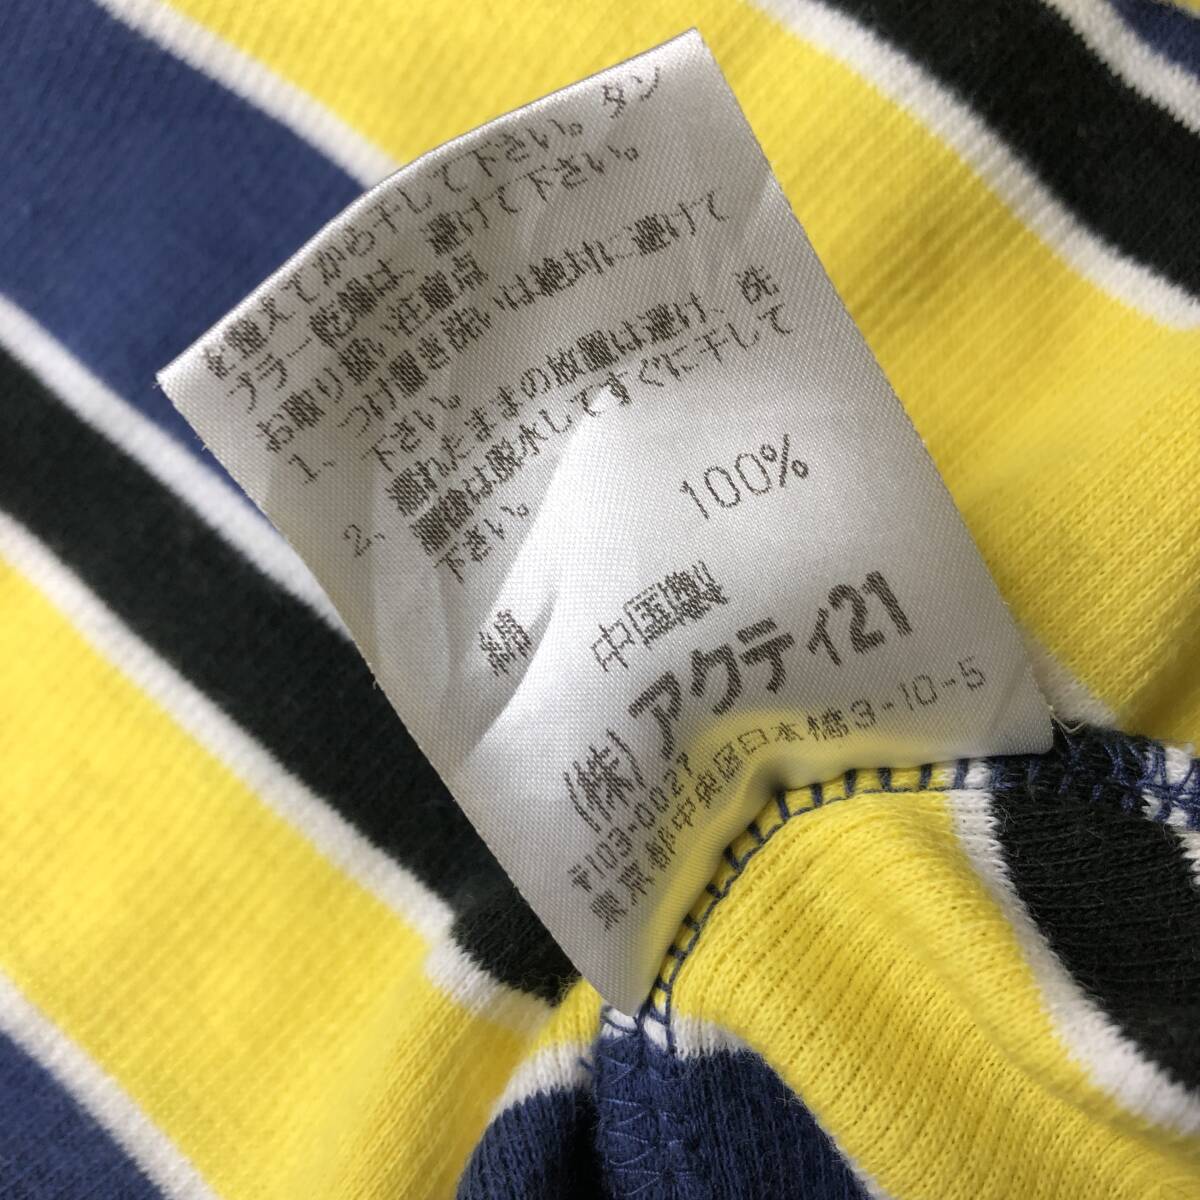 を整えてから干して下さい。タン
ブラー乾燥は、避けて下さい。
お取り扱い注意点
1、つけ置き洗いは絶対に避けて
下さい。
2、濡れたままの放置は避け、洗
濯後は脱水してすぐに干して
下さい。
綿 100%
中国製
(株)アクティ21
〒103-0027
東京都中央区日本橋3-10-5